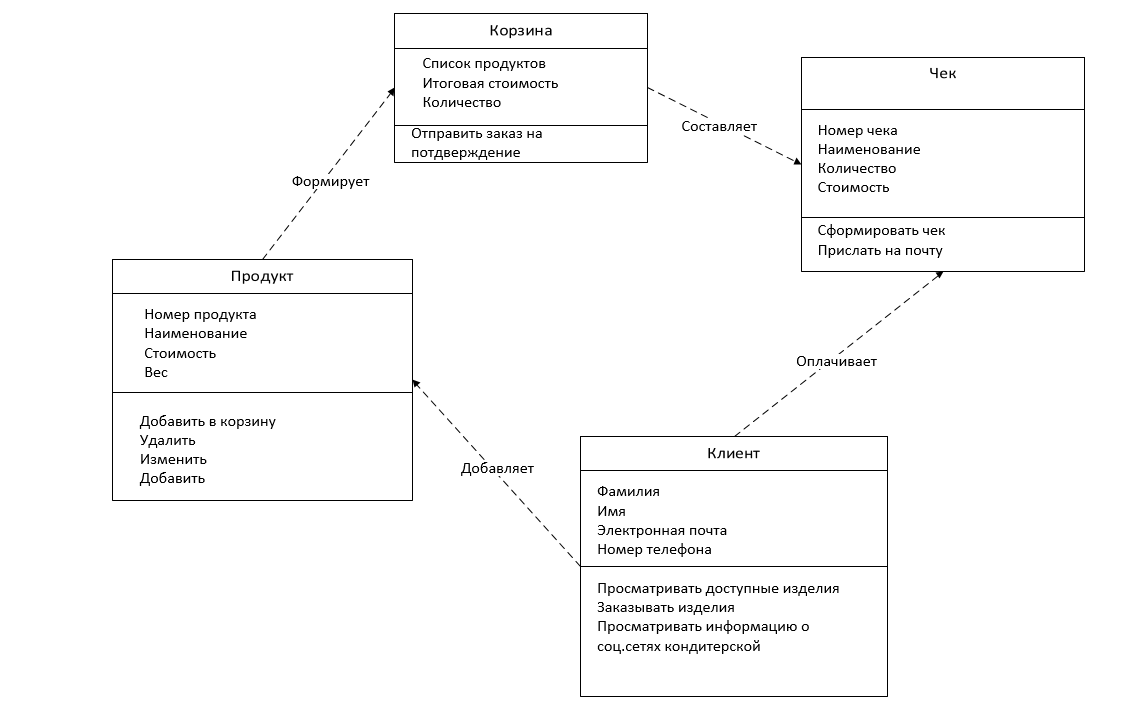 Корзина
Список продуктов
Итоговая стоимость
Количество
Отправить заказ на
потдверждение
Чек
Номер чека
Наименование
Количество
Стоимость
Сформировать чек
Прислать на почту
Составляет
Формирует
Продукт
Номер продукта
Наименование
Стоимость
Вес
Добавить в корзину
Удалить
Изменить
Добавить
Оплачивает
Добавляет
Клиент
Фамилия
Имя
Электронная почта
Номер телефона
Просматривать доступные изделия
Заказывать изделия
Просматривать информацию о
соц.сетях кондитерской